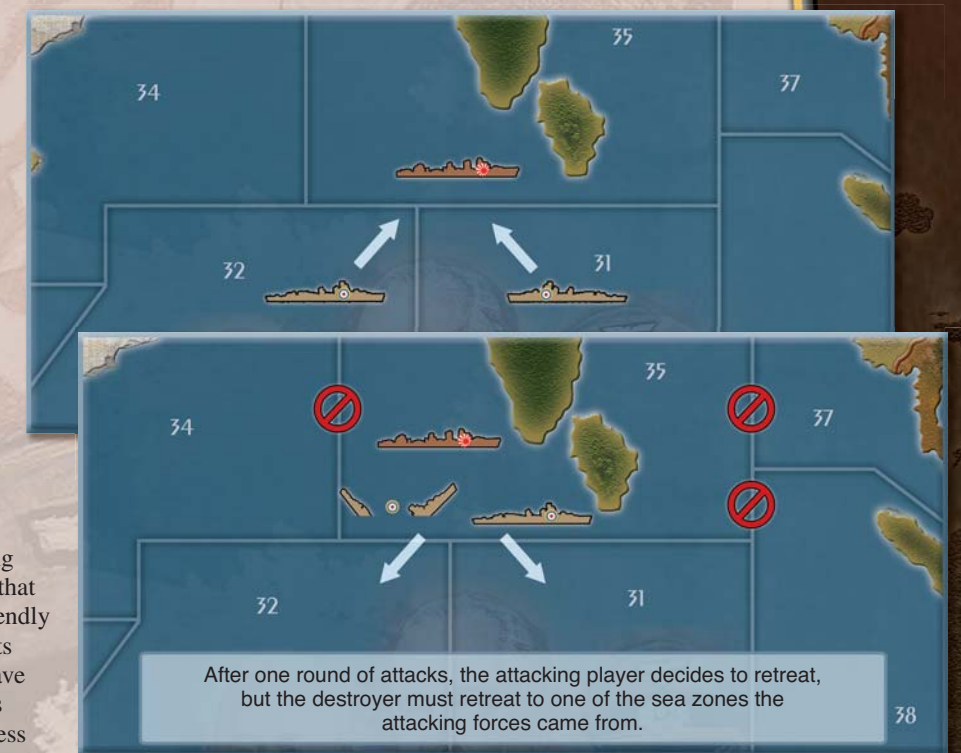 35
34
37
32
31
35
34
37
32
31
After one round of attacks, the attacking player decides to retreat,
but the destroyer must retreat to one of the sea zones the
attacking forces came from.
38
that